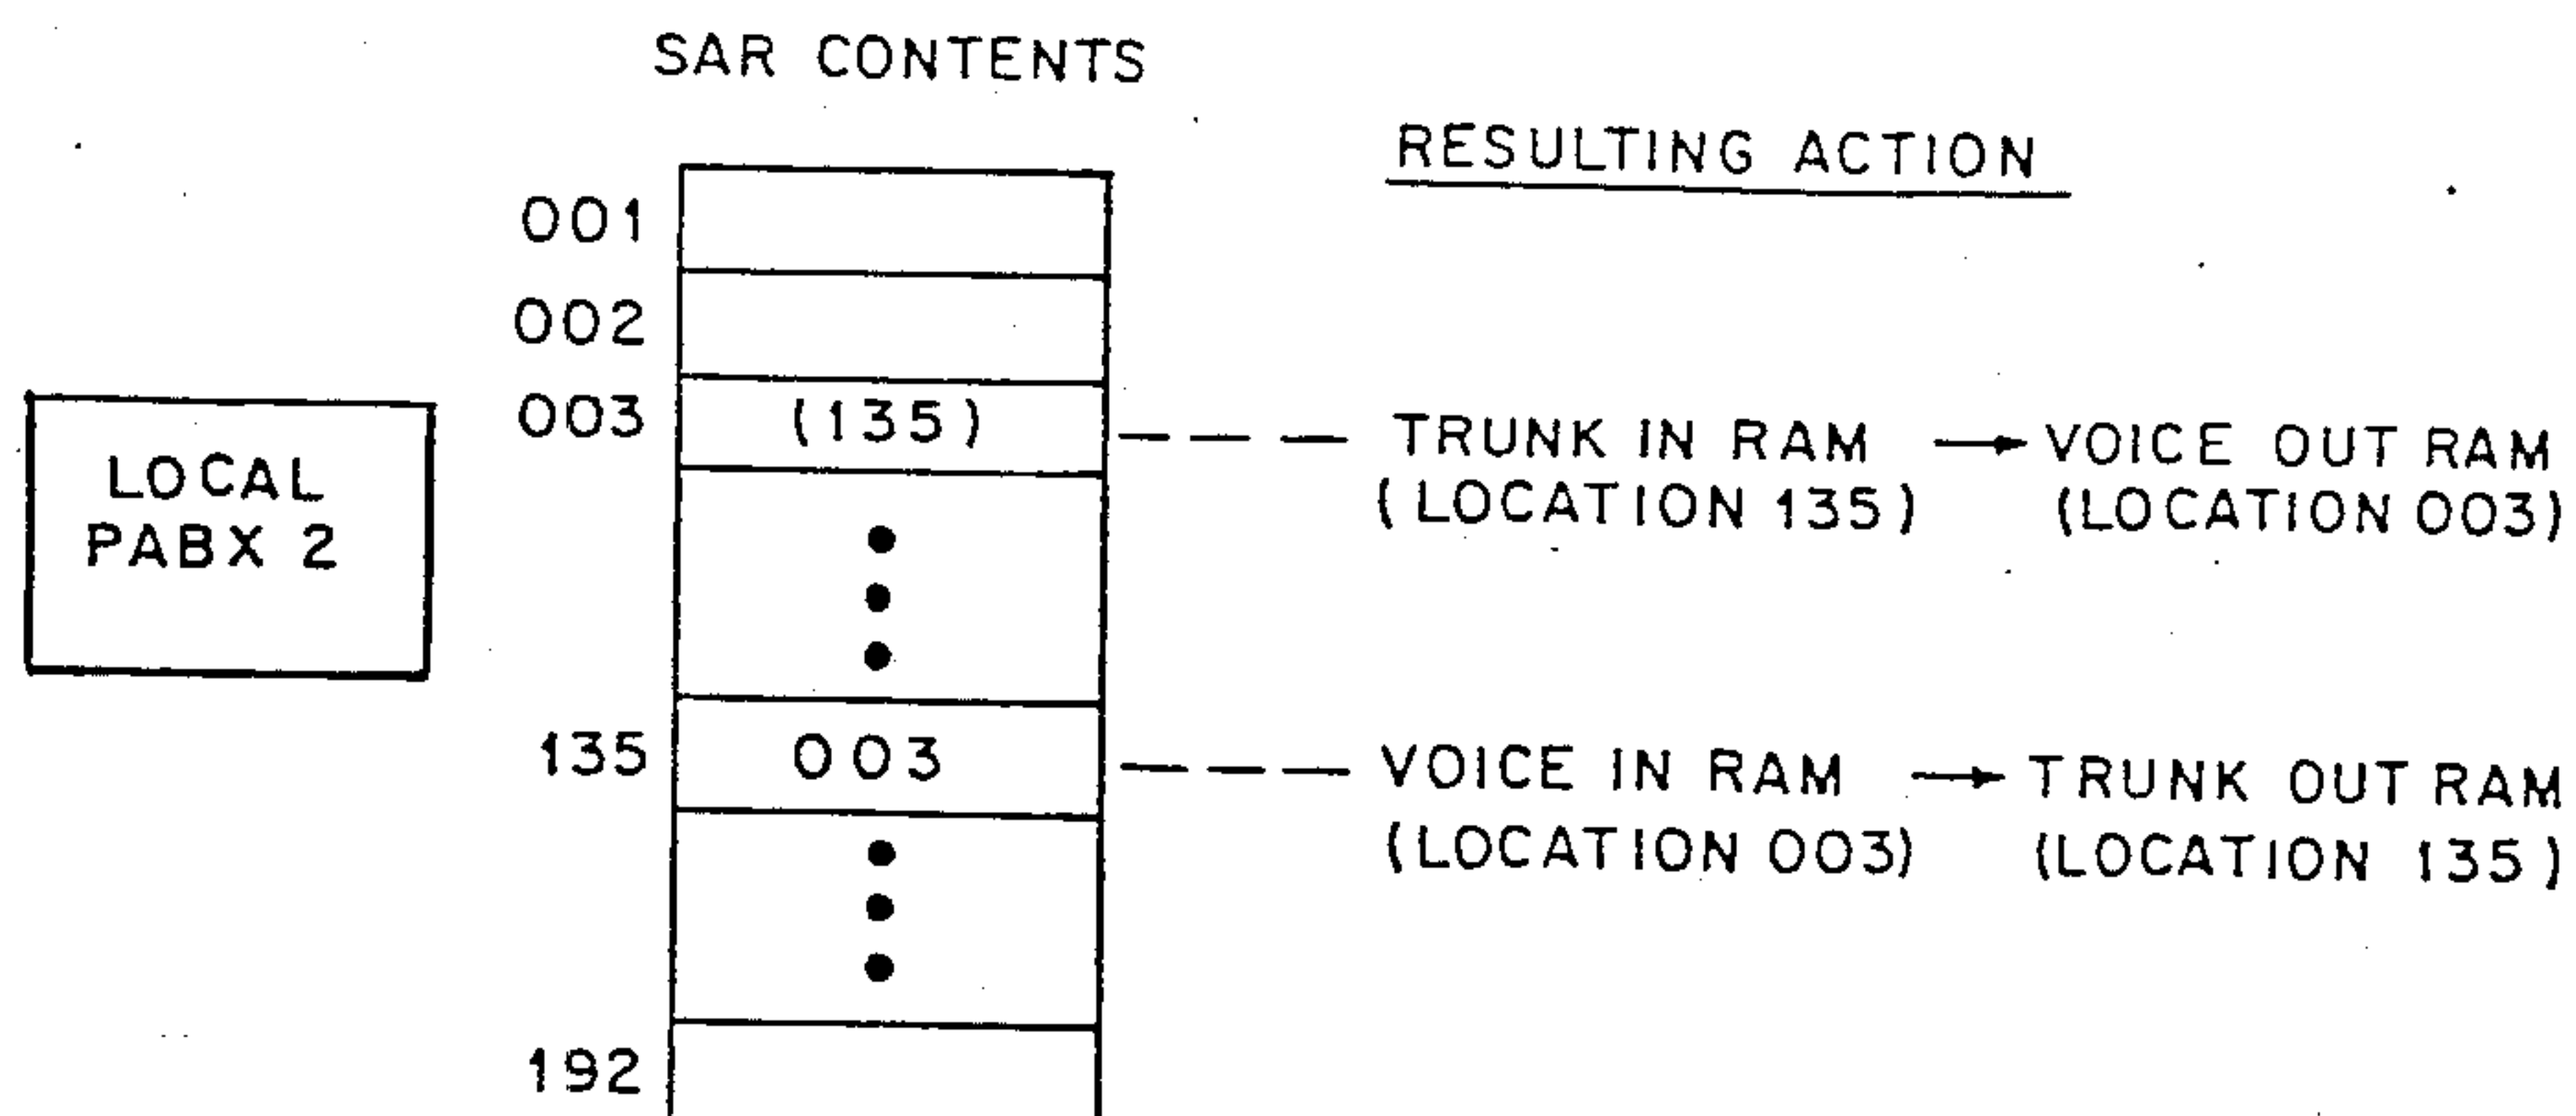 SAR CONTENTS
RESULTING ACTION
001
002
LOCAL
PABX 2
003 (135) TRUNK IN RAM → VOICE OUT RAM
(LOCATION 135) (LOCATION 003)
135 003 VOICE IN RAM → TRUNK OUT RAM
(LOCATION 003) (LOCATION 135)
192